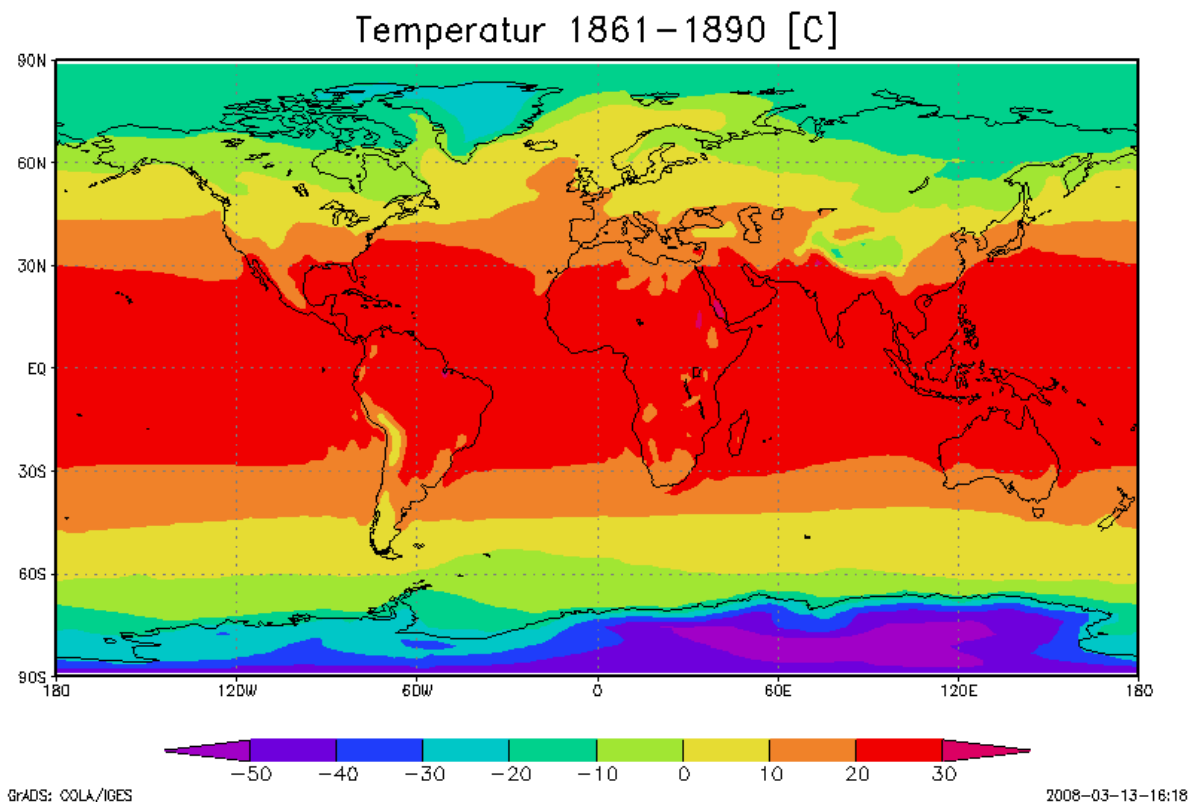 Temperatur 1861-1890 [C]
90N
60N
30N
EQ
30S
60S
90S
180 120W 60W 0 60E 120E 180
-50 -40 -30 -20 -10 0 10 20 30
GrADS: COLA/IGES 2008-03-13-16:18